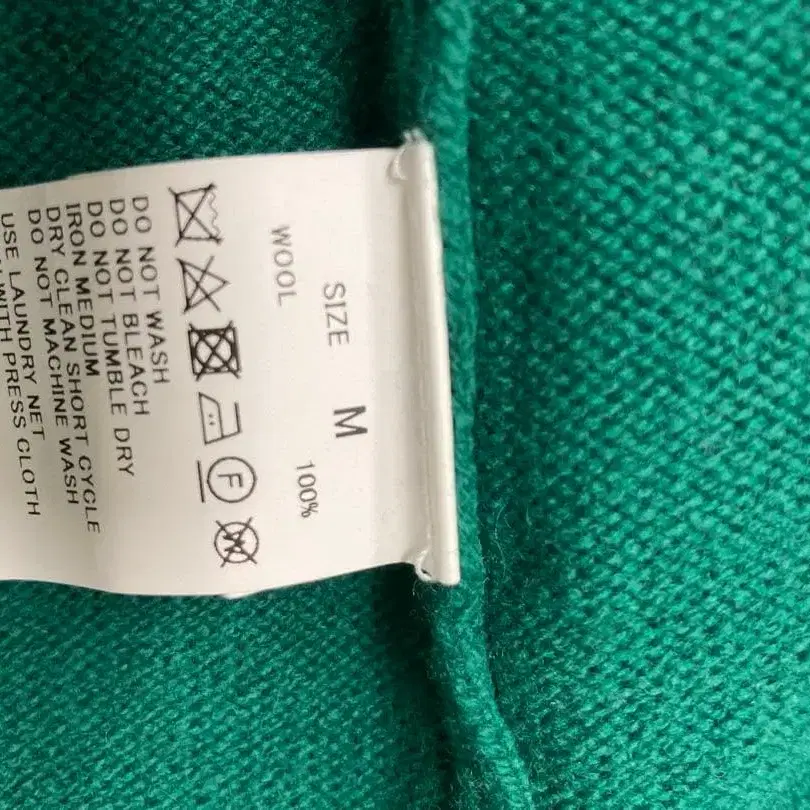 SIZE M
WOOL 100%
F
W
DO NOT WASH
DO NOT BLEACH
DO NOT TUMBLE DRY
IRON MEDIUM
DRY CLEAN SHORT CYCLE
DO NOT MACHINE WASH
USE LAUNDRY NET
WITH PRESS CLOTH